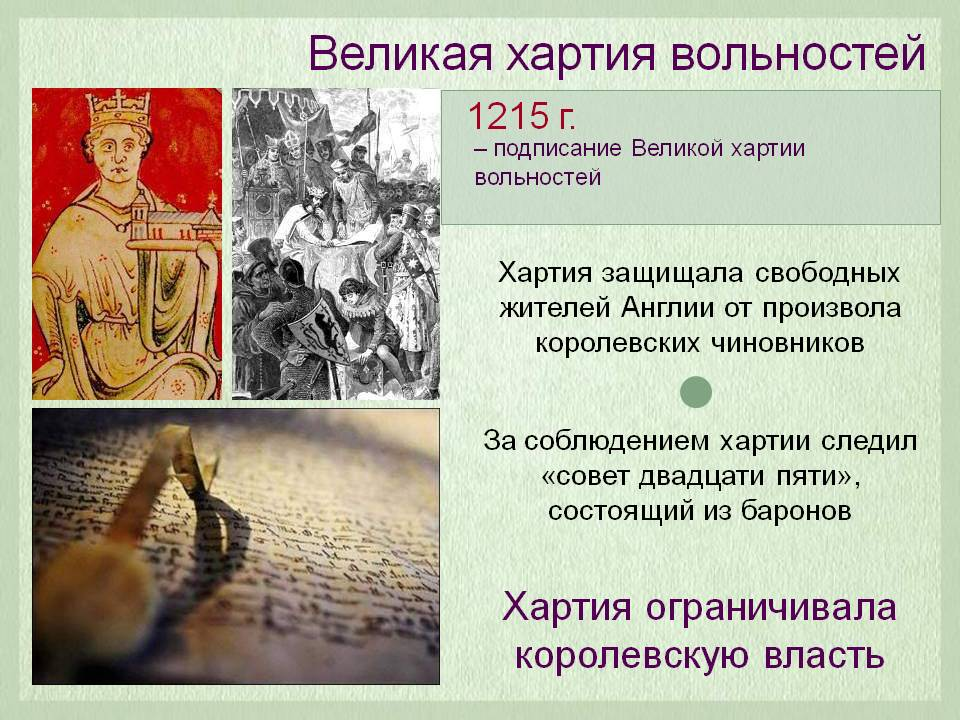 Великая хартия вольностей
1215 г.
– подписание Великой хартии
вольностей
Хартия защищала свободных
жителей Англии от произвола
королевских чиновников
За соблюдением хартии следил
«совет двадцати пяти»,
состоящий из баронов
Хартия ограничивала
королевскую власть